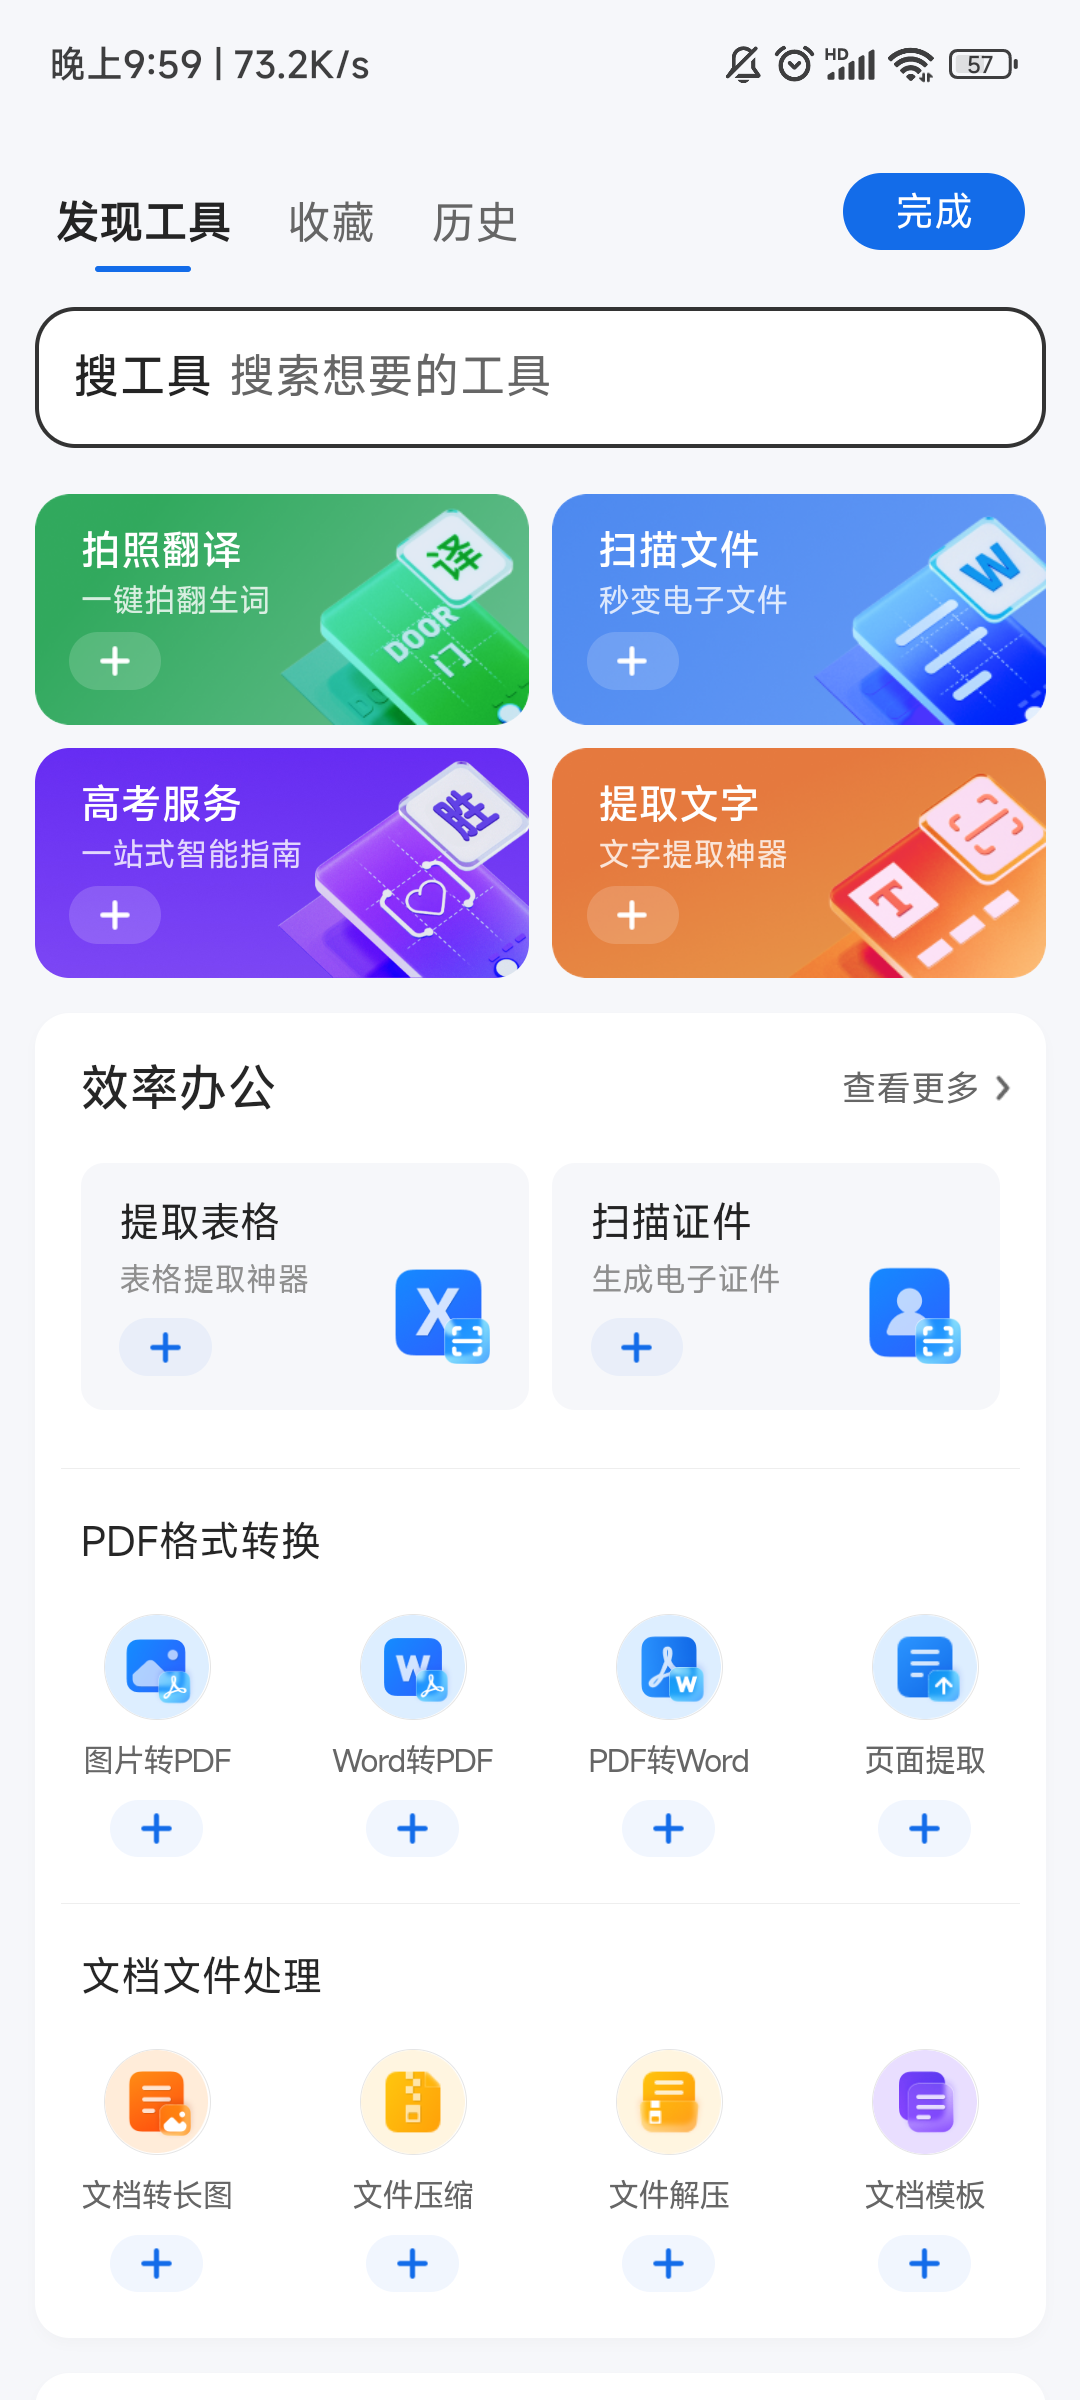 晚上9:59 | 73.2K/s HD 57
发现工具 收藏 历史 完成
搜工具 搜索想要的工具
拍照翻译
一键拍翻生词
译
DOOR
门
DO
扫描文件
秒变电子文件
W
高考服务
一站式智能指南
胜
提取文字
文字提取神器
T
效率办公 查看更多
提取表格
表格提取神器
X
扫描证件
生成电子证件
PDF格式转换
W W
图片转PDF Word转PDF PDF转Word 页面提取
文档文件处理
文档转长图 文件压缩 文件解压 文档模板